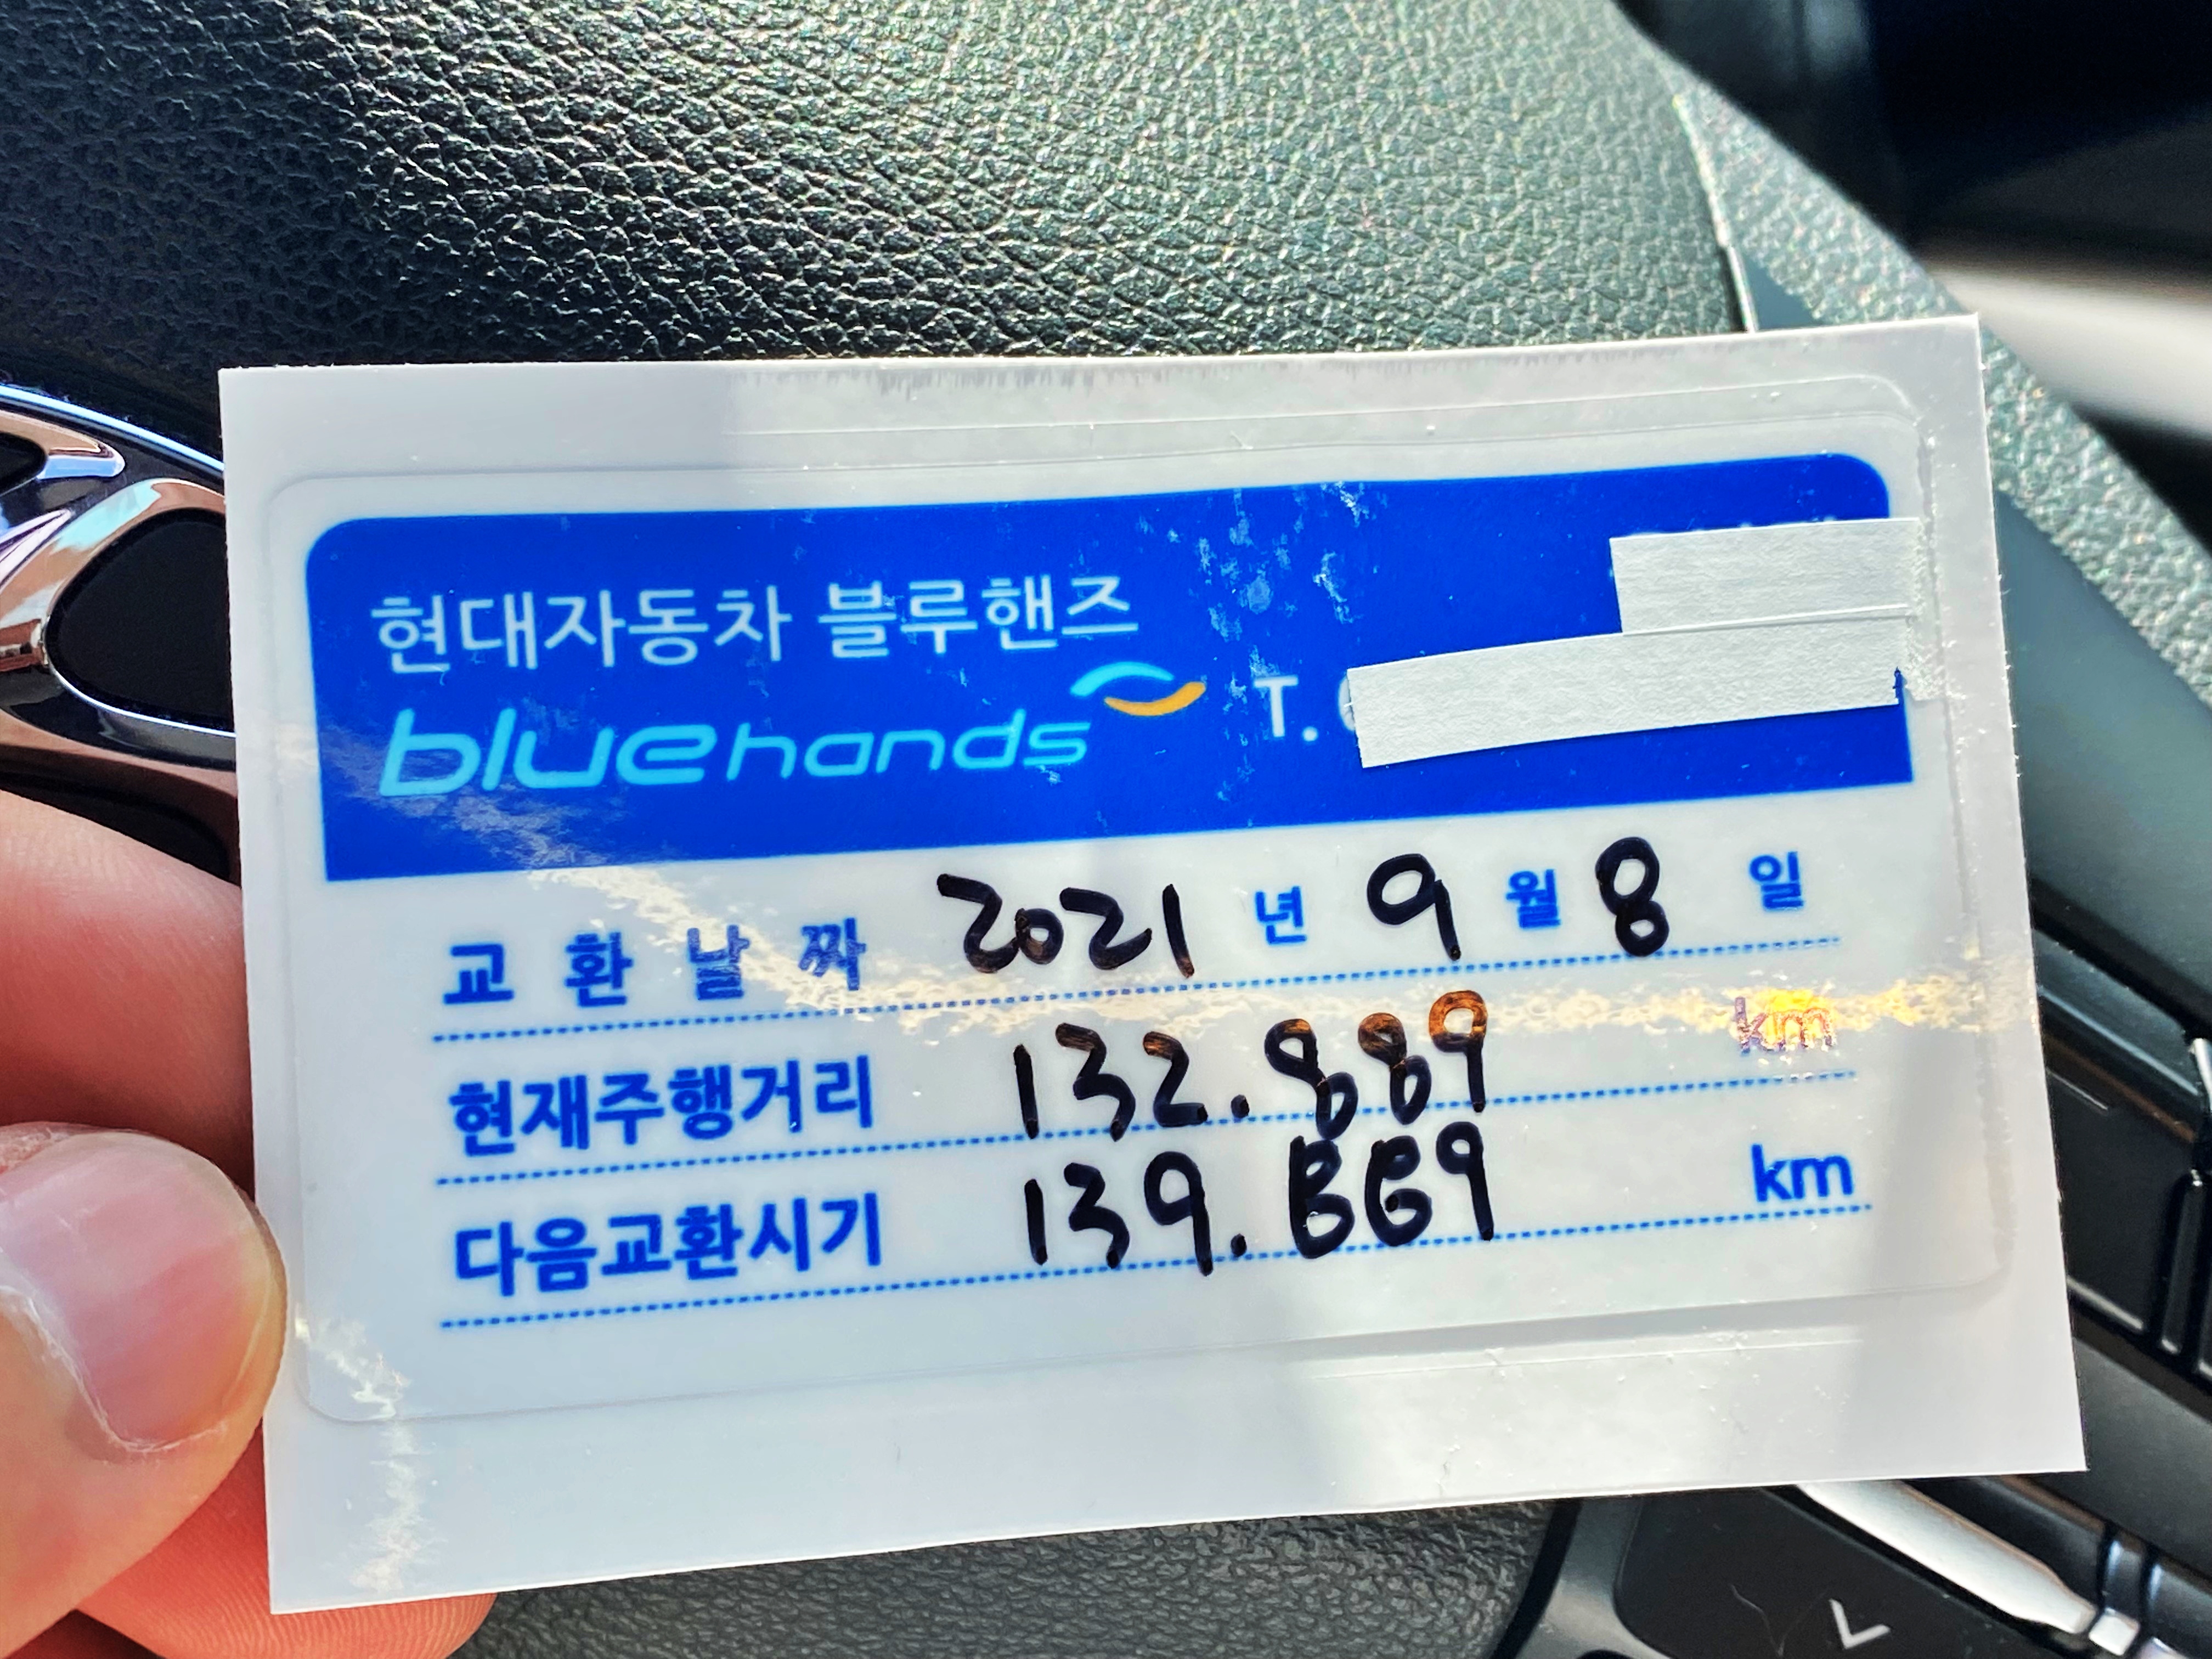 현대자동차 블루핸즈
bluehands T.
교환날짜 2021 년 9 월 8 일
현재주행거리 132.889 km
다음교환시기 139.889 km